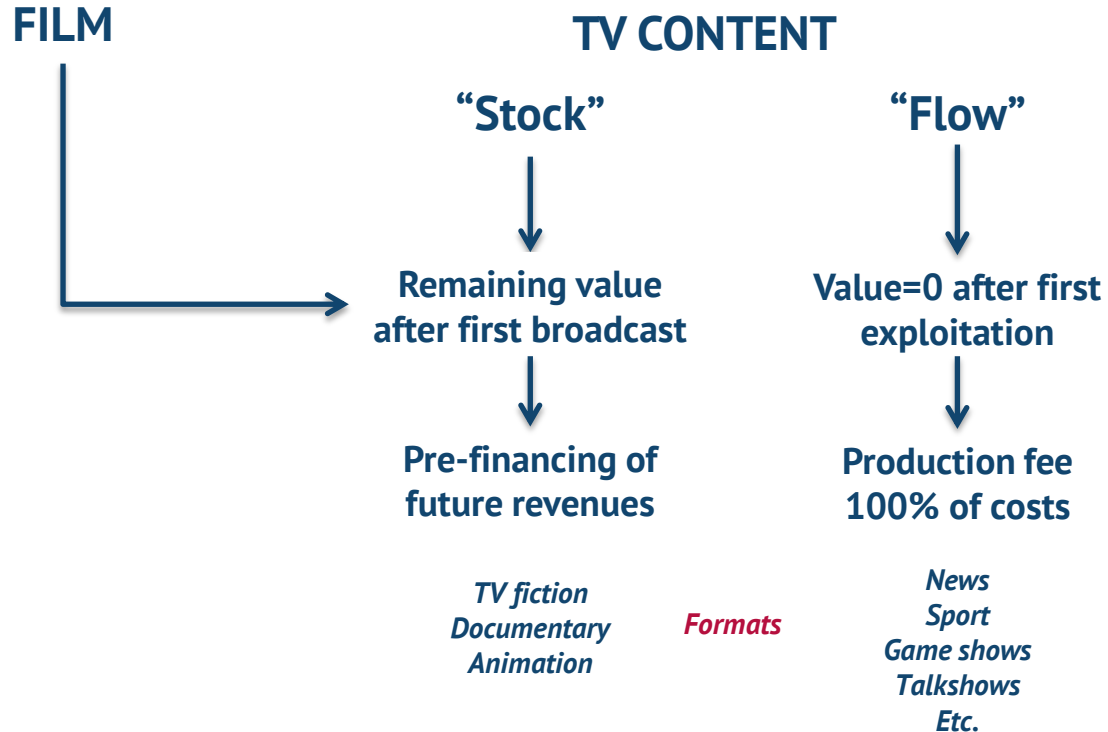 FILM
TV CONTENT
“Stock”
“Flow”
Remaining value
after first broadcast
Value=0 after first
exploitation
Pre-financing of
future revenues
Production fee
100% of costs
TV fiction
Documentary
Animation
Formats
News
Sport
Game shows
Talkshows
Etc.